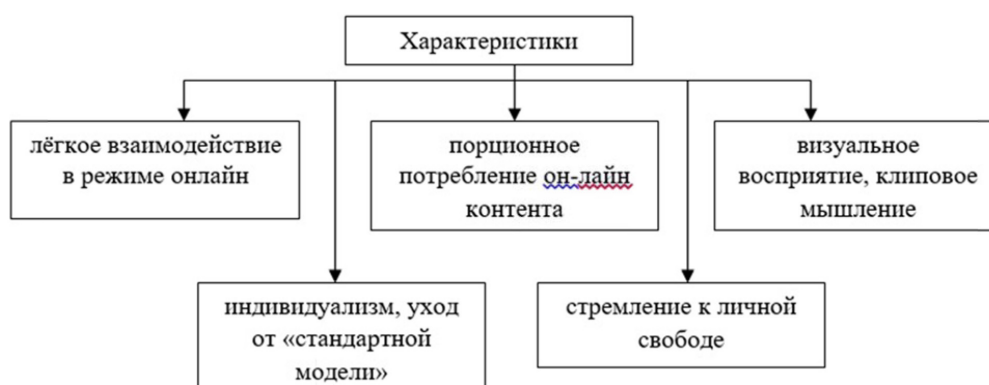 Характеристики
лёгкое взаимодействие
в режиме онлайн
порционное
потребление он-лайн
контента
визуальное
восприятие, клиповое
мышление
индивидуализм, уход
от «стандартной
модели»
стремление к личной
свободе